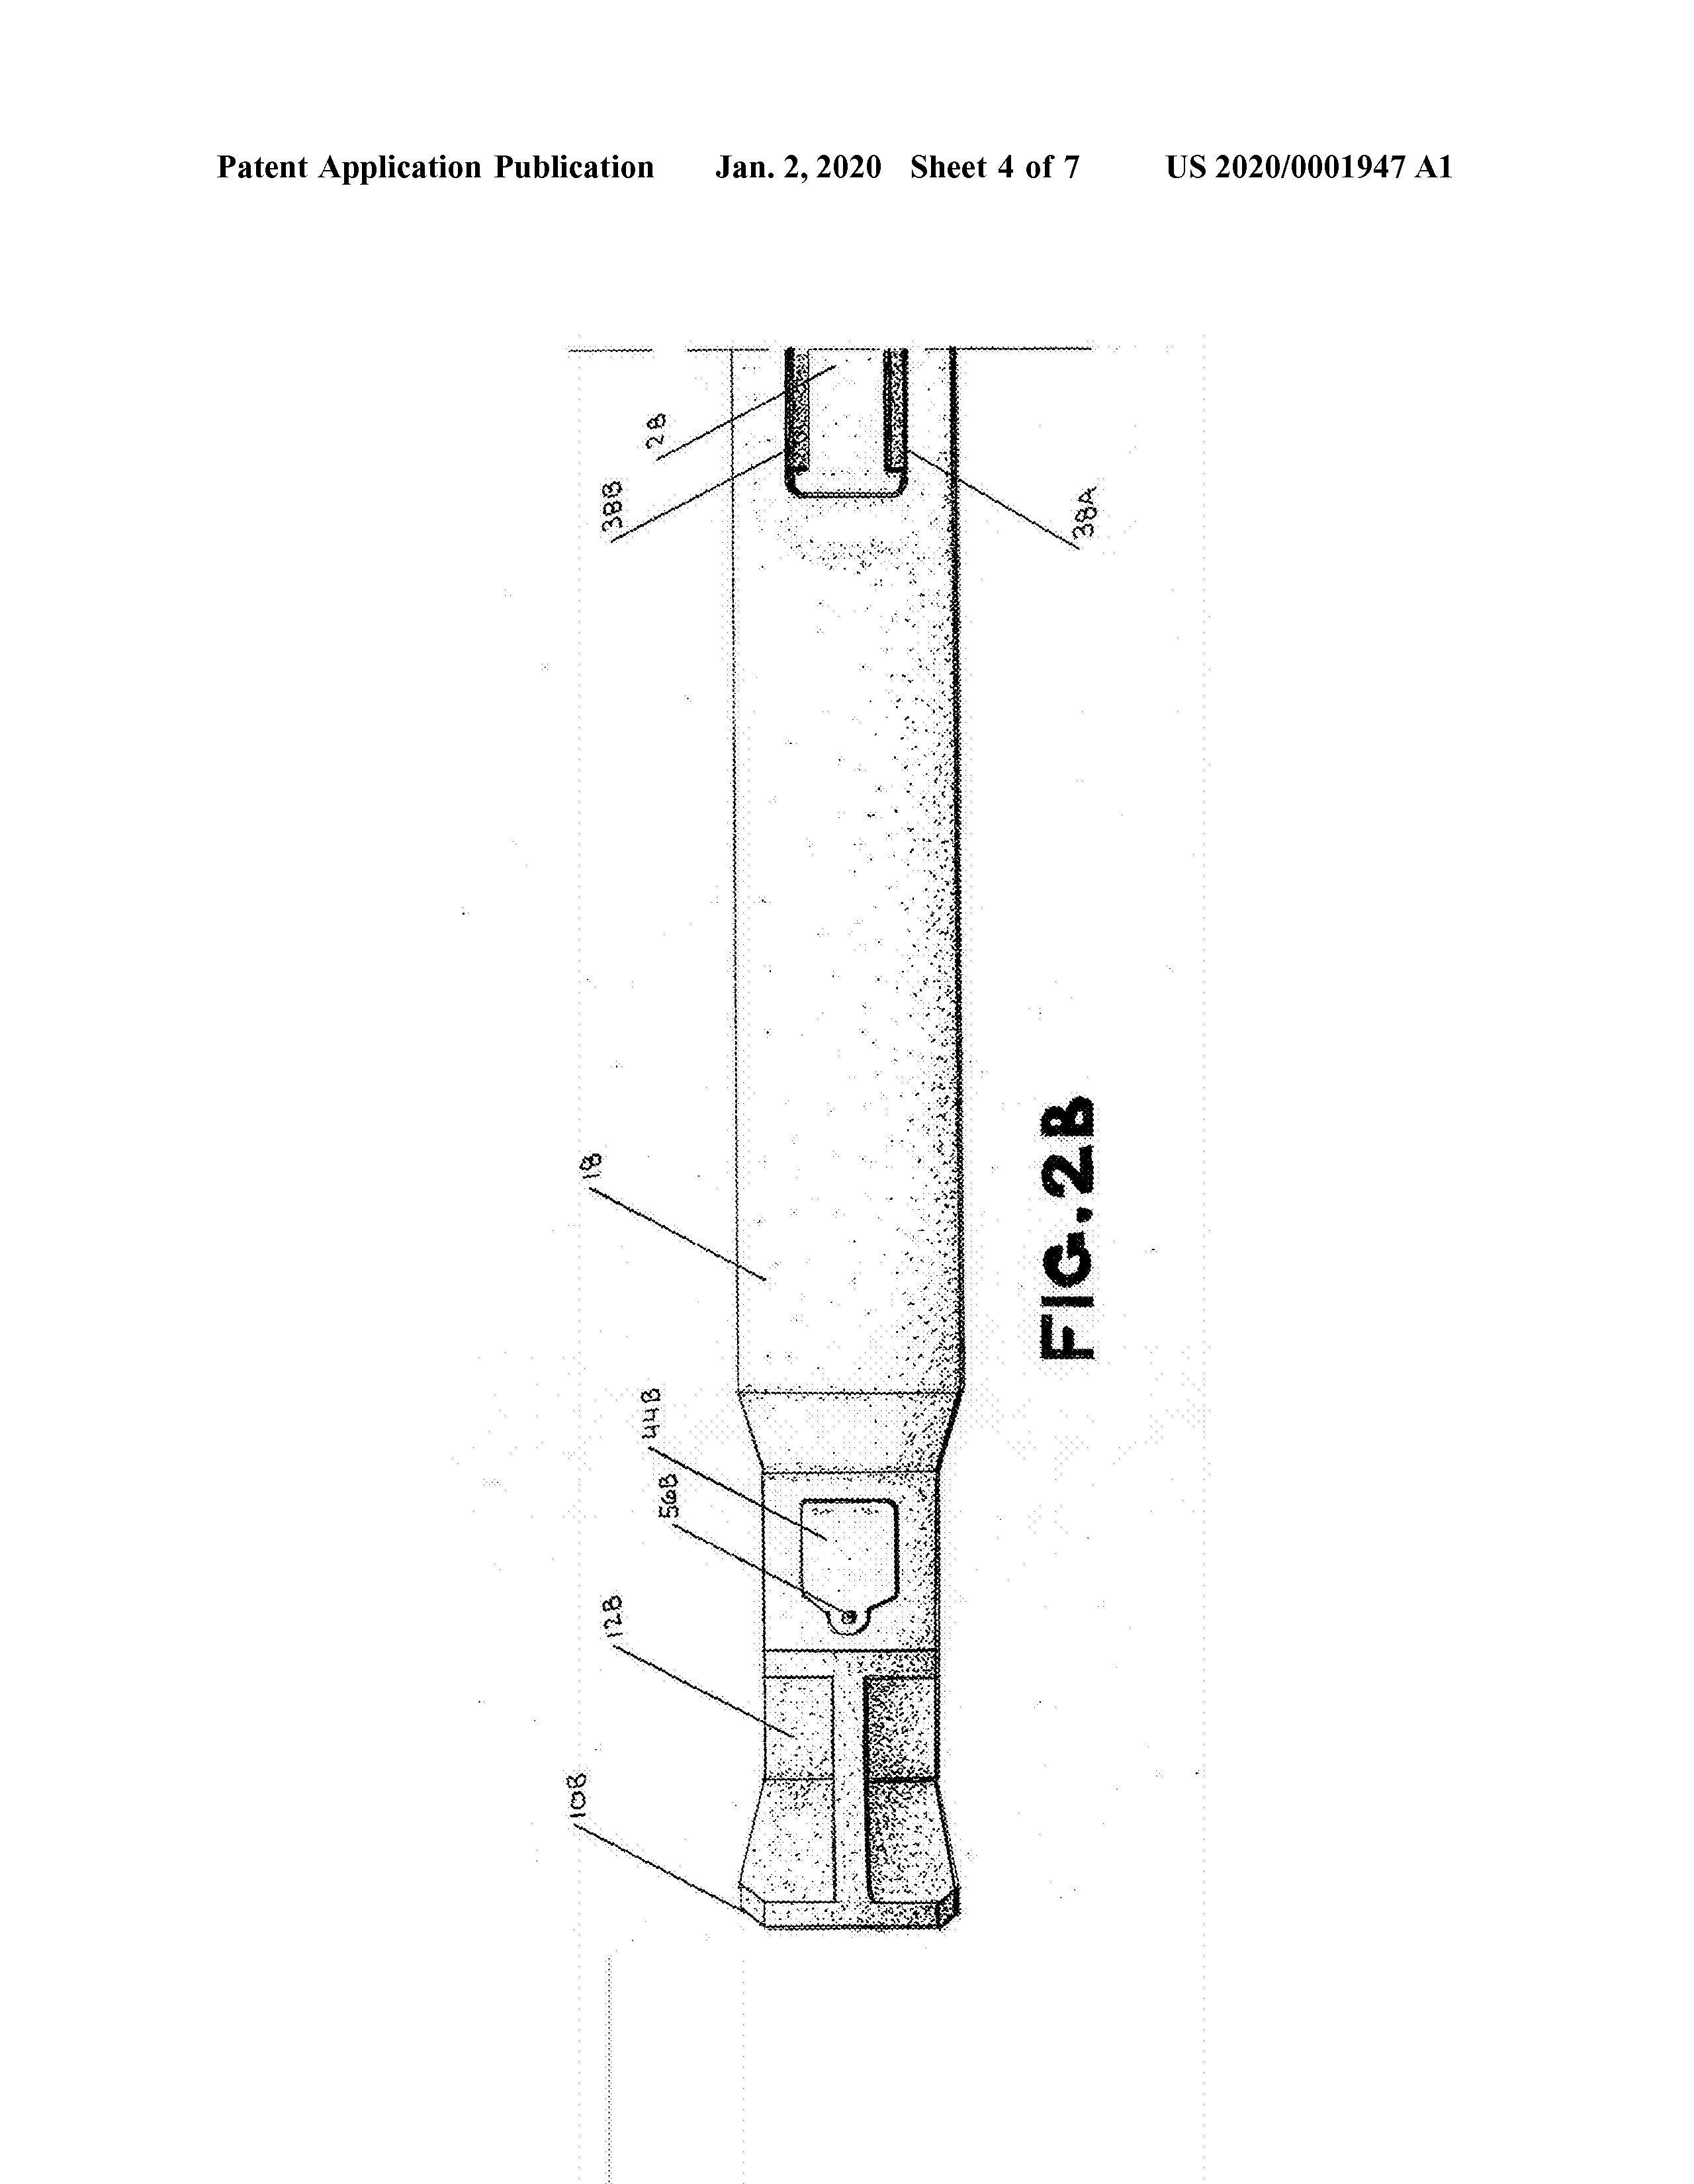 Patent Application Publication Jan. 2, 2020 Sheet 4 of 7 US 2020/0001947 A1
28
38B
38A
18
44B
56B
12B
10B
FIG.2B